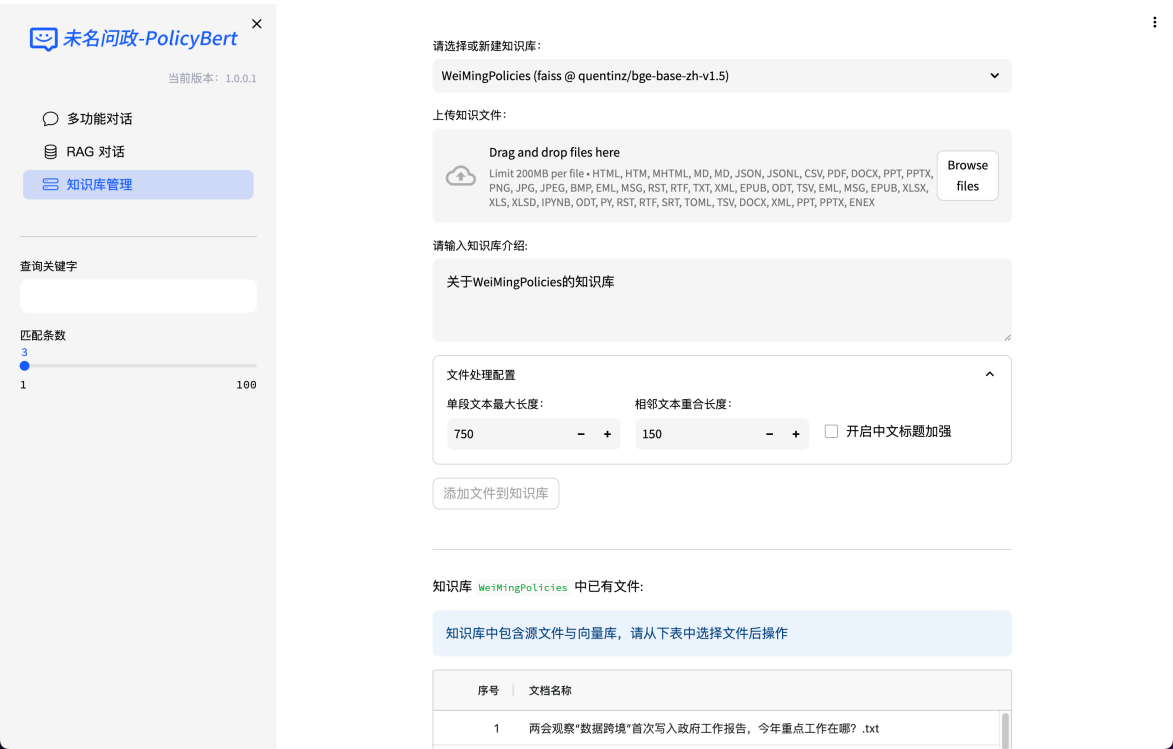 未名问政-PolicyBert
当前版本：1.0.0.1
多功能对话
RAG 对话
知识库管理
查询关键字
匹配条数
3
1 100
请选择或新建知识库：
WeiMingPolicies (faiss @ quentinz/bge-base-zh-v1.5)
上传知识文件：
Drag and drop files here
Limit 200MB per file • HTML, HTM, MHTML, MD, MD, JSON, JSONL, CSV, PDF, DOCX, PPT, PPTX,
PNG, JPG, JPEG, BMP, EML, MSG, RST, RTF, TXT, XML, EPUB, ODT, TSV, EML, MSG, EPUB, XLSX,
XLS, XLSD, IPYNB, ODT, PY, RST, RTF, SRT, TOML, TSV, DOCX, XML, PPT, PPTX, ENEX
Browse
files
请输入知识库介绍:
关于WeiMingPolicies的知识库
文件处理配置
单段文本最大长度： 相邻文本重合长度：
750 − + 150 − + 开启中文标题加强
添加文件到知识库
知识库 WeiMingPolicies 中已有文件:
知识库中包含源文件与向量库，请从下表中选择文件后操作
序号 文档名称
1 两会观察“数据跨境”首次写入政府工作报告，今年重点工作在哪？.txt